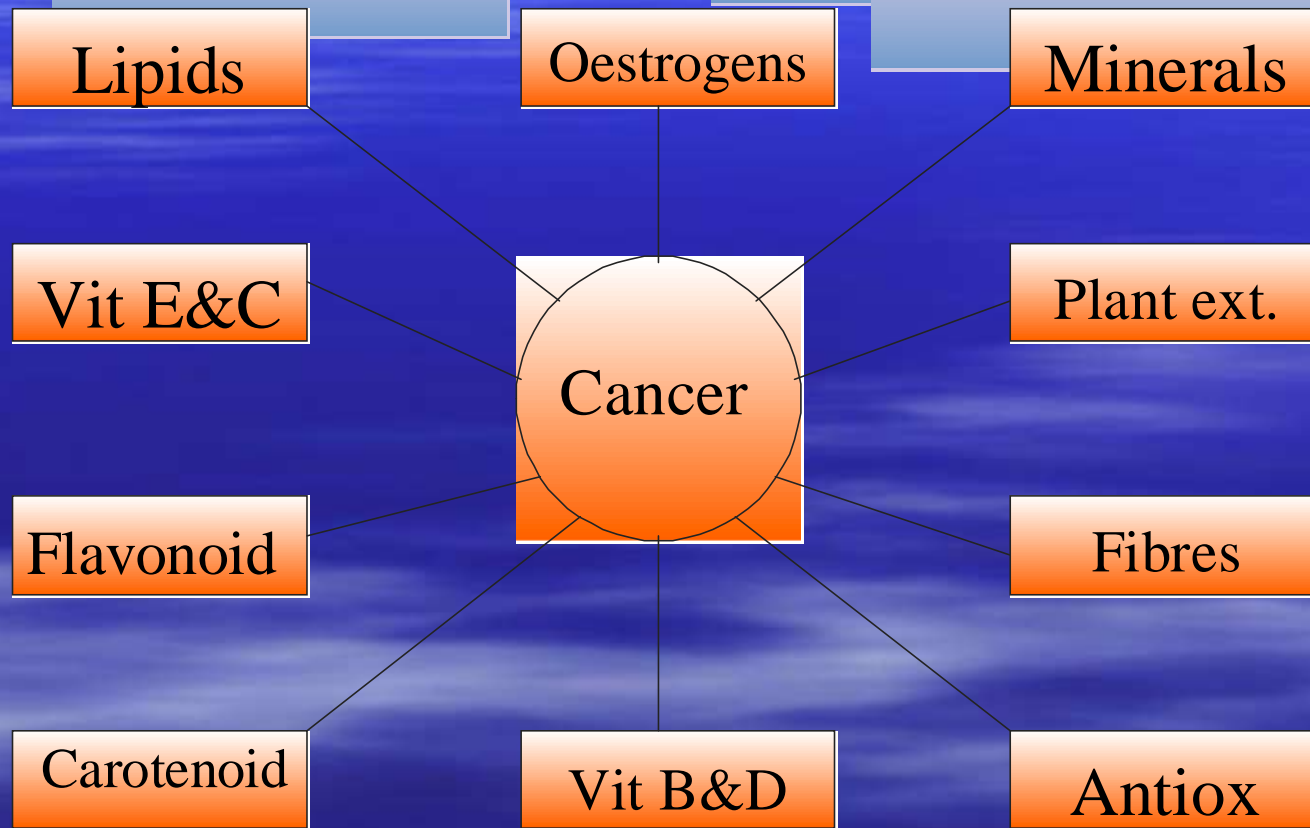 Lipids
Oestrogens
Minerals
Vit E&C
Plant ext.
Cancer
Flavonoid
Fibres
Carotenoid
Vit B&D
Antiox